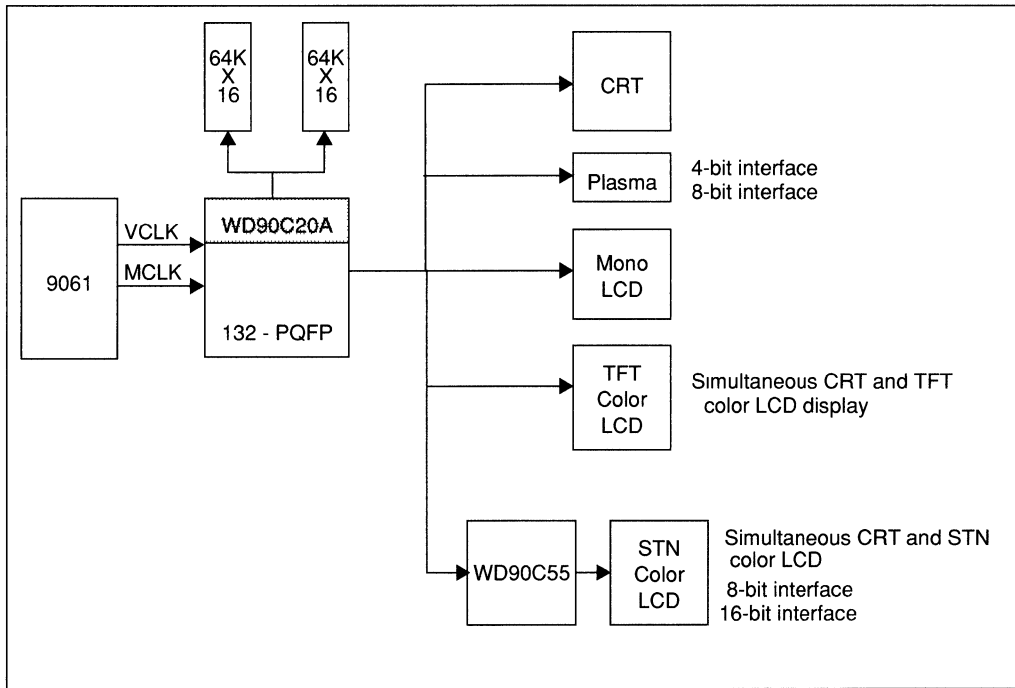 64K
X
16
64K
X
16
CRT
Plasma
4-bit interface
8-bit interface
WD90C20A
VCLK
MCLK
9061
132 - PQFP
Mono
LCD
TFT
Color
LCD
Simultaneous CRT and TFT
color LCD display
WD90C55
STN
Color
LCD
Simultaneous CRT and STN
color LCD
8-bit interface
16-bit interface